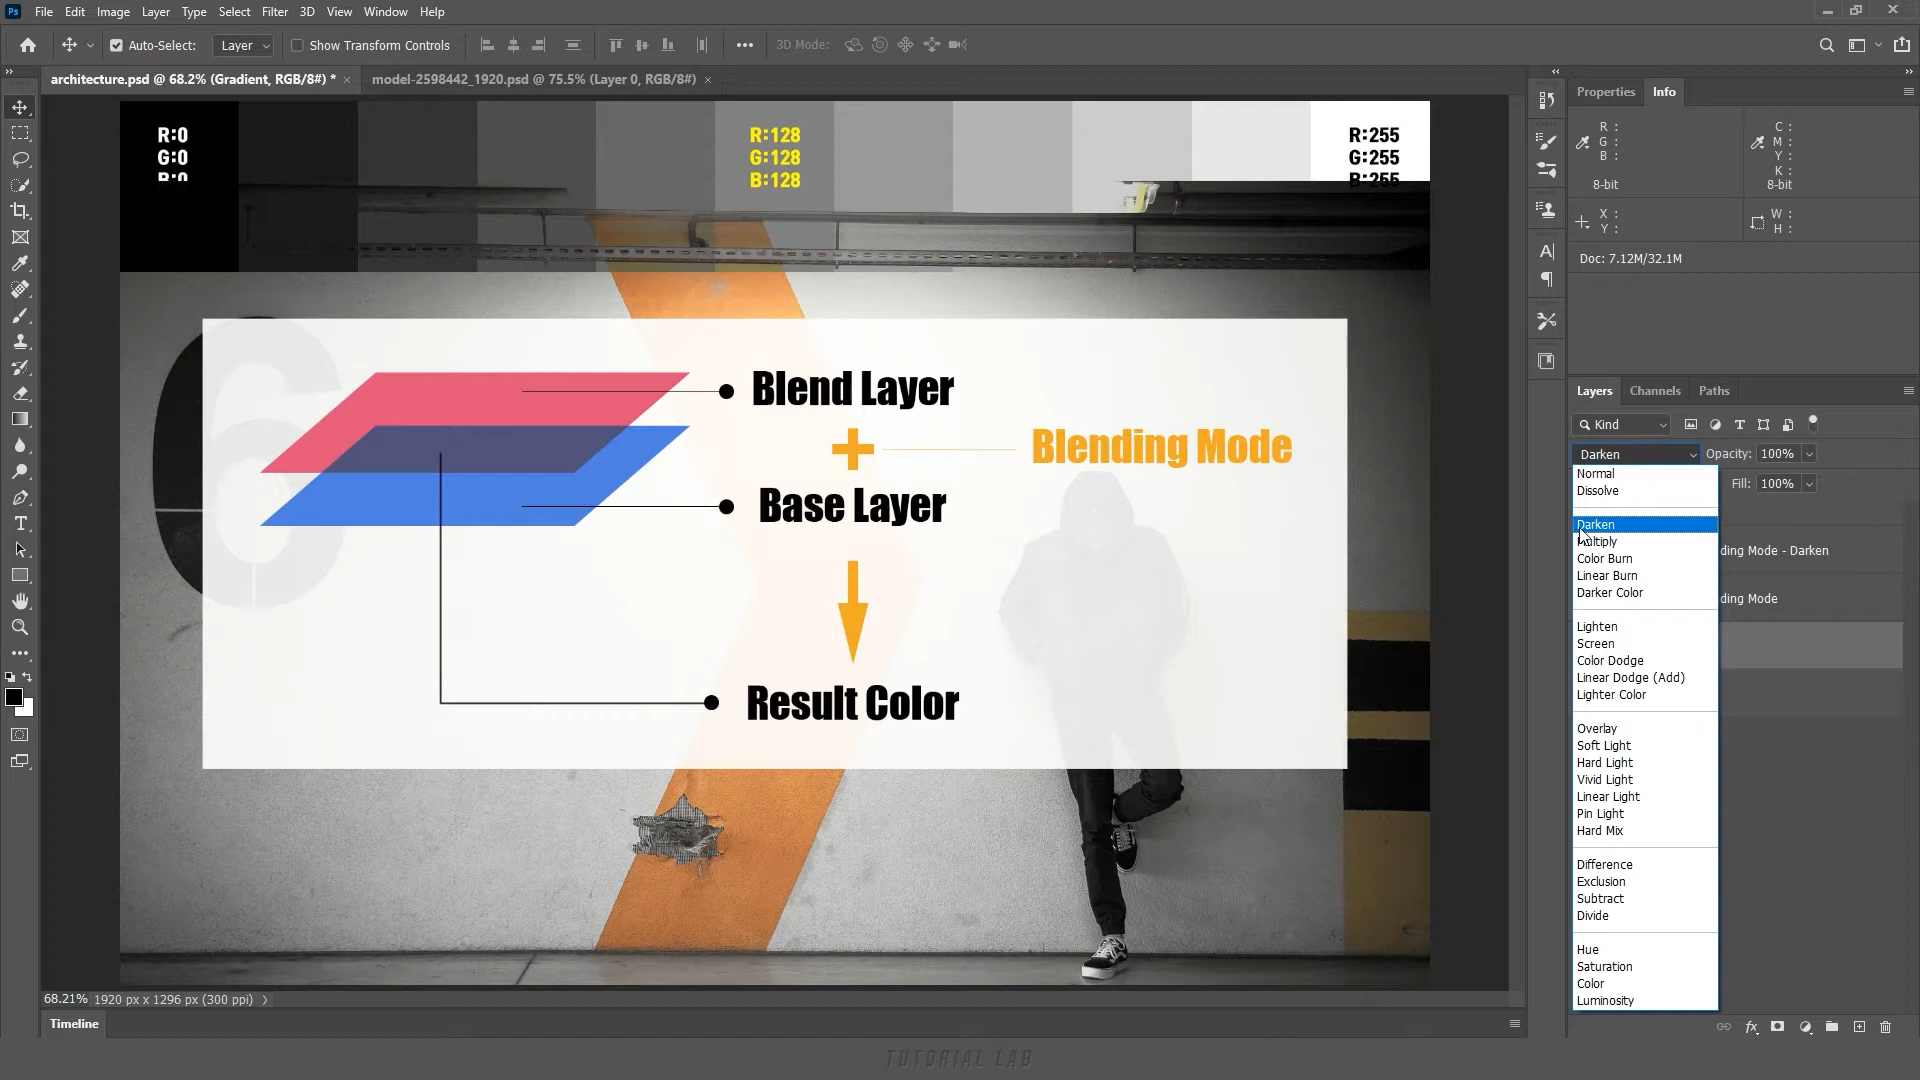 Ps File Edit Image Layer Type Select Filter 3D View Window Help
Auto-Select: Layer Show Transform Controls 3D Mode:
architecture.psd @ 68.2% (Gradient, RGB/8#) * × model-2598442_1920.psd @ 75.5% (Layer 0, RGB/8#) ×
R:0
G:0
B:0
R:128
G:128
B:128
R:255
G:255
B:255
6
Blend Layer
Blending Mode
Base Layer
Result Color
68.21% 1920 px x 1296 px (300 ppi)
Timeline
TUTORIAL LAB
Properties Info
R :
G :
B :
8-bit
C :
M :
Y :
K :
8-bit
X :
Y :
W :
H :
Doc: 7.12M/32.1M
Layers Channels Paths
Kind
Darken Opacity: 100%
Fill: 100%
Normal
Dissolve
Darken
Multiply
Color Burn
Linear Burn
Darker Color
Lighten
Screen
Color Dodge
Linear Dodge (Add)
Lighter Color
Overlay
Soft Light
Hard Light
Vivid Light
Linear Light
Pin Light
Hard Mix
Difference
Exclusion
Subtract
Divide
Hue
Saturation
Color
Luminosity
ding Mode - Darken
ding Mode
fx